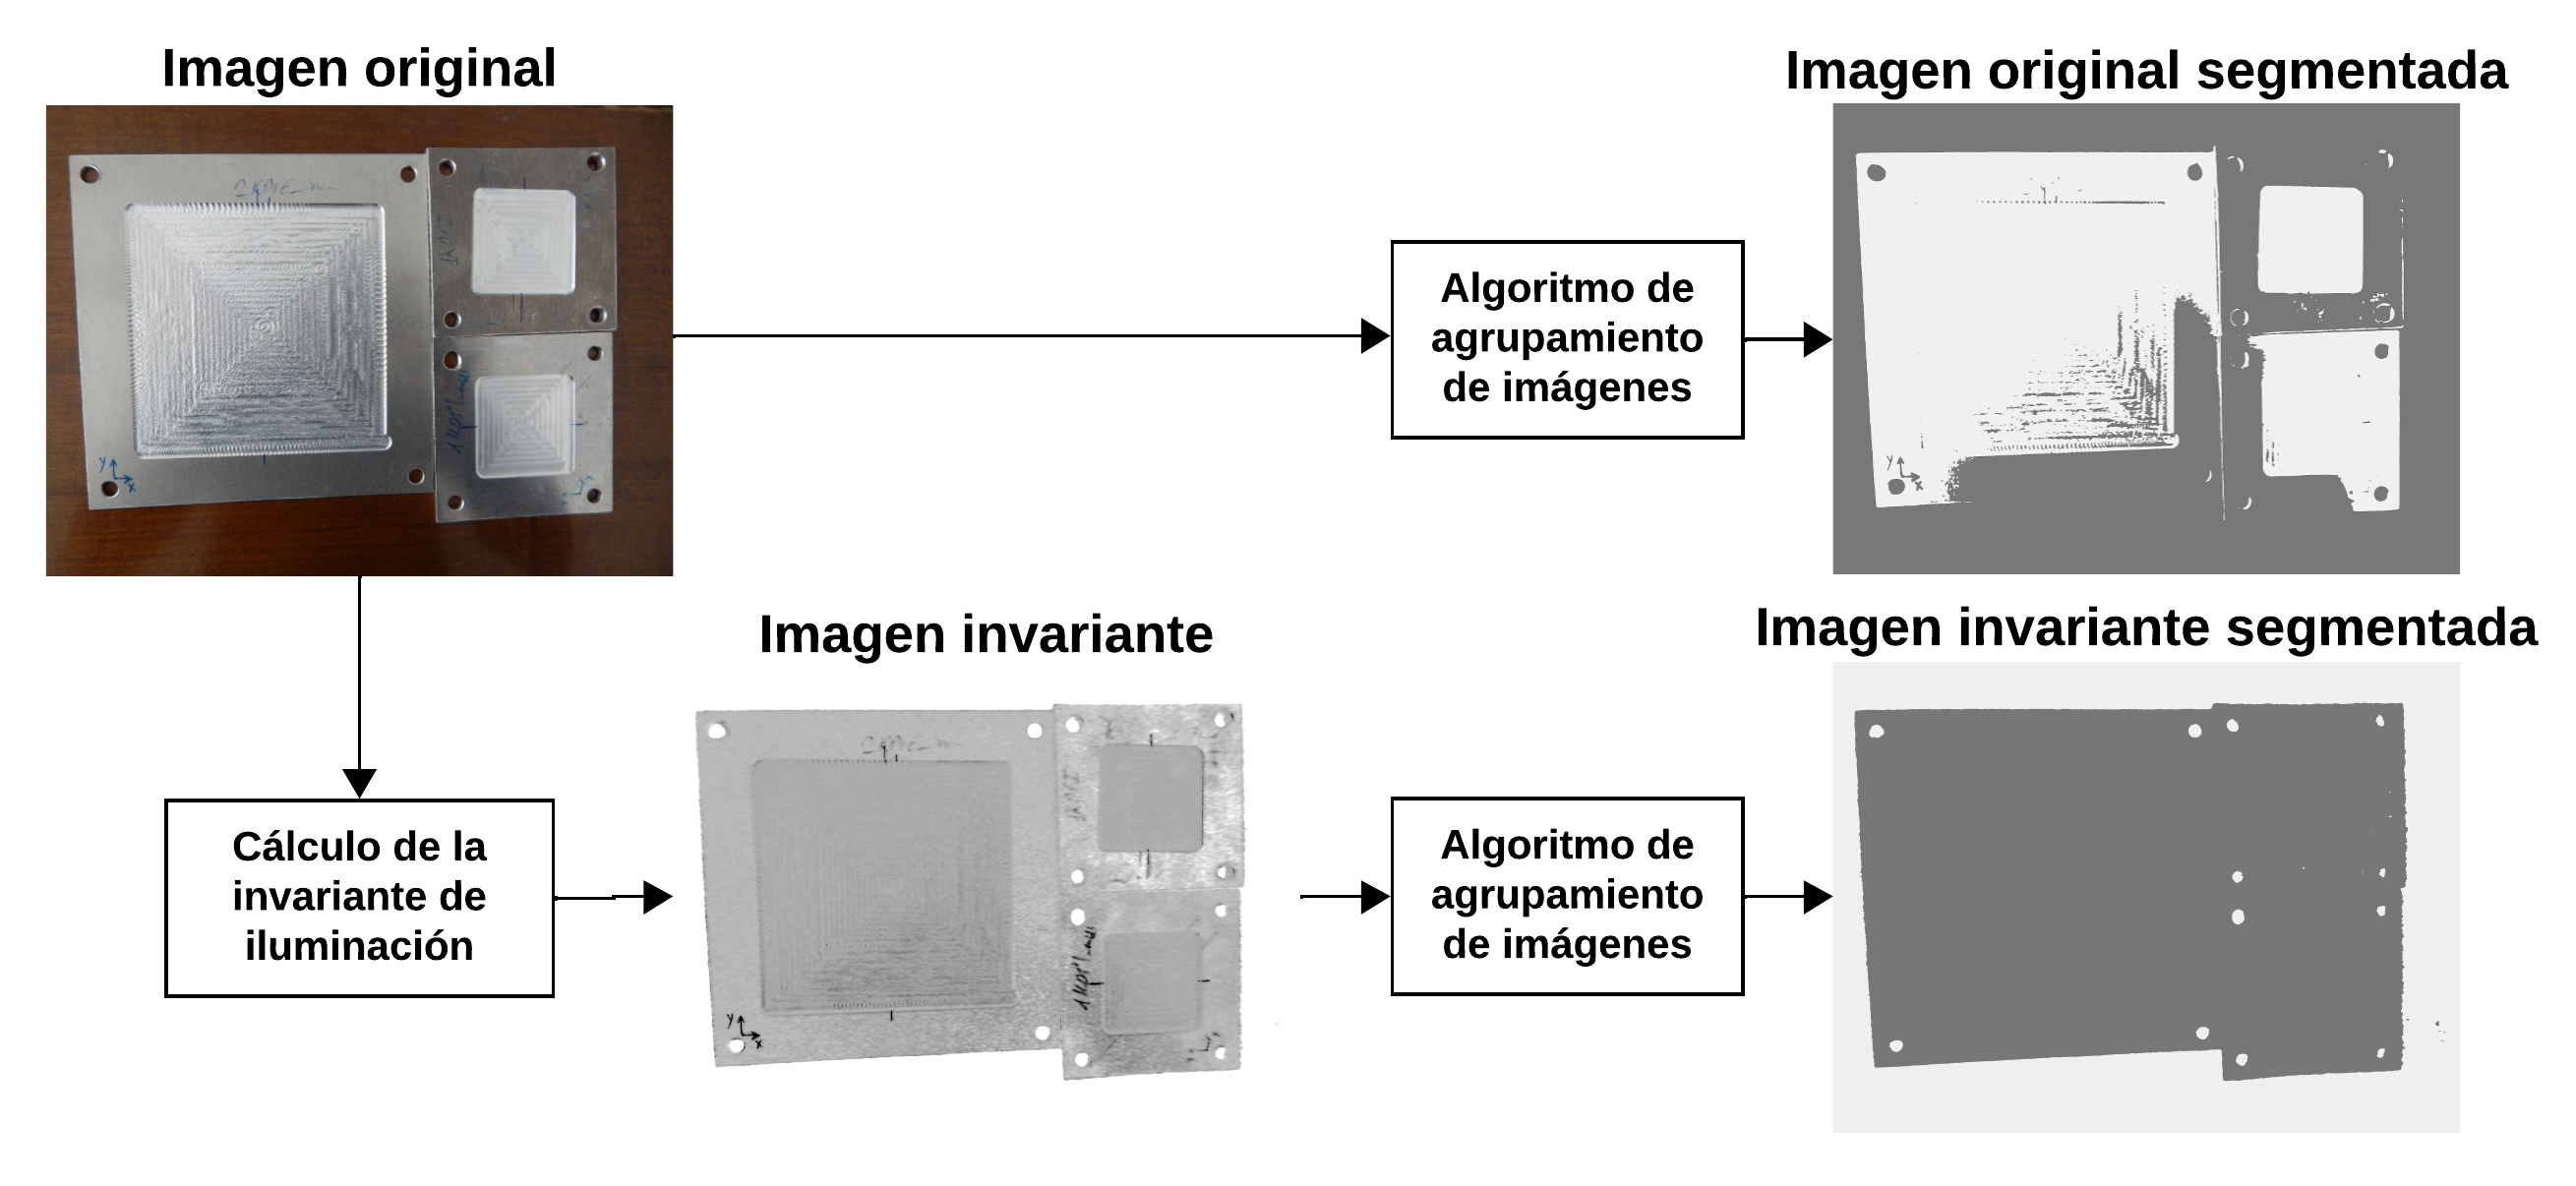 Imagen original
Imagen original segmentada
Algoritmo de
agrupamiento
de imágenes
Y
X
Y
X
Imagen invariante
Imagen invariante segmentada
Cálculo de la
invariante de
iluminación
Y
X
Algoritmo de
agrupamiento
de imágenes